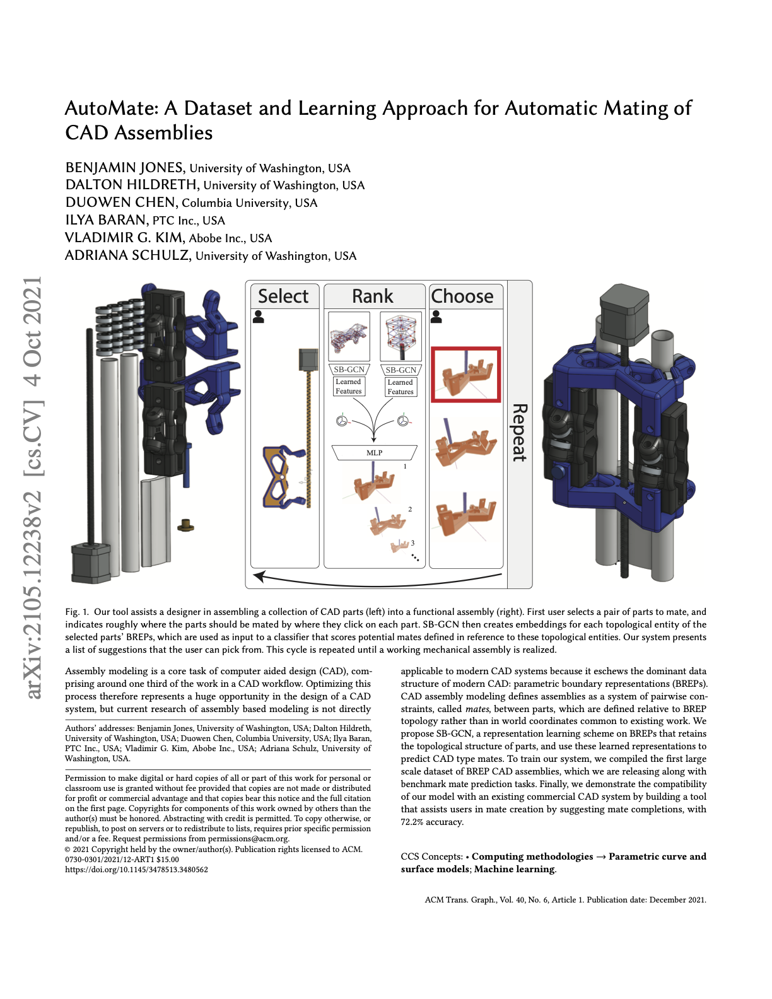 AutoMate: A Dataset and Learning Approach for Automatic Mating of
CAD Assemblies
BENJAMIN JONES, University of Washington, USA
DALTON HILDRETH, University of Washington, USA
DUOWEN CHEN, Columbia University, USA
ILYA BARAN, PTC Inc., USA
VLADIMIR G. KIM, Abobe Inc., USA
ADRIANA SCHULZ, University of Washington, USA
arXiv:2105.12238v2 [cs.CV] 4 Oct 2021
Select
Rank
Choose
SB-GCN
SB-GCN
Learned
Features
Learned
Features
MLP
1
2
3
Repeat
Fig. 1. Our tool assists a designer in assembling a collection of CAD parts (left) into a functional assembly (right). First user selects a pair of parts to mate, and
indicates roughly where the parts should be mated by where they click on each part. SB-GCN then creates embeddings for each topological entity of the
selected parts' BREPs, which are used as input to a classifier that scores potential mates defined in reference to these topological entities. Our system presents
a list of suggestions that the user can pick from. This cycle is repeated until a working mechanical assembly is realized.
Assembly modeling is a core task of computer aided design (CAD), com-
prising around one third of the work in a CAD workflow. Optimizing this
process therefore represents a huge opportunity in the design of a CAD
system, but current research of assembly based modeling is not directly
Authors' addresses: Benjamin Jones, University of Washington, USA; Dalton Hildreth,
University of Washington, USA; Duowen Chen, Columbia University, USA; Ilya Baran,
PTC Inc., USA; Vladimir G. Kim, Abobe Inc., USA; Adriana Schulz, University of
Washington, USA.
Permission to make digital or hard copies of all or part of this work for personal or
classroom use is granted without fee provided that copies are not made or distributed
for profit or commercial advantage and that copies bear this notice and the full citation
on the first page. Copyrights for components of this work owned by others than the
author(s) must be honored. Abstracting with credit is permitted. To copy otherwise, or
republish, to post on servers or to redistribute to lists, requires prior specific permission
and/or a fee. Request permissions from permissions@acm.org.
© 2021 Copyright held by the owner/author(s). Publication rights licensed to ACM.
0730-0301/2021/12-ART1 $15.00
https://doi.org/10.1145/3478513.3480562
applicable to modern CAD systems because it eschews the dominant data
structure of modern CAD: parametric boundary representations (BREPs).
CAD assembly modeling defines assemblies as a system of pairwise con-
straints, called mates, between parts, which are defined relative to BREP
topology rather than in world coordinates common to existing work. We
propose SB-GCN, a representation learning scheme on BREPs that retains
the topological structure of parts, and use these learned representations to
predict CAD type mates. To train our system, we compiled the first large
scale dataset of BREP CAD assemblies, which we are releasing along with
benchmark mate prediction tasks. Finally, we demonstrate the compatibility
of our model with an existing commercial CAD system by building a tool
that assists users in mate creation by suggesting mate completions, with
72.2% accuracy.
CCS Concepts: • Computing methodologies → Parametric curve and
surface models; Machine learning.
ACM Trans. Graph., Vol. 40, No. 6, Article 1. Publication date: December 2021.